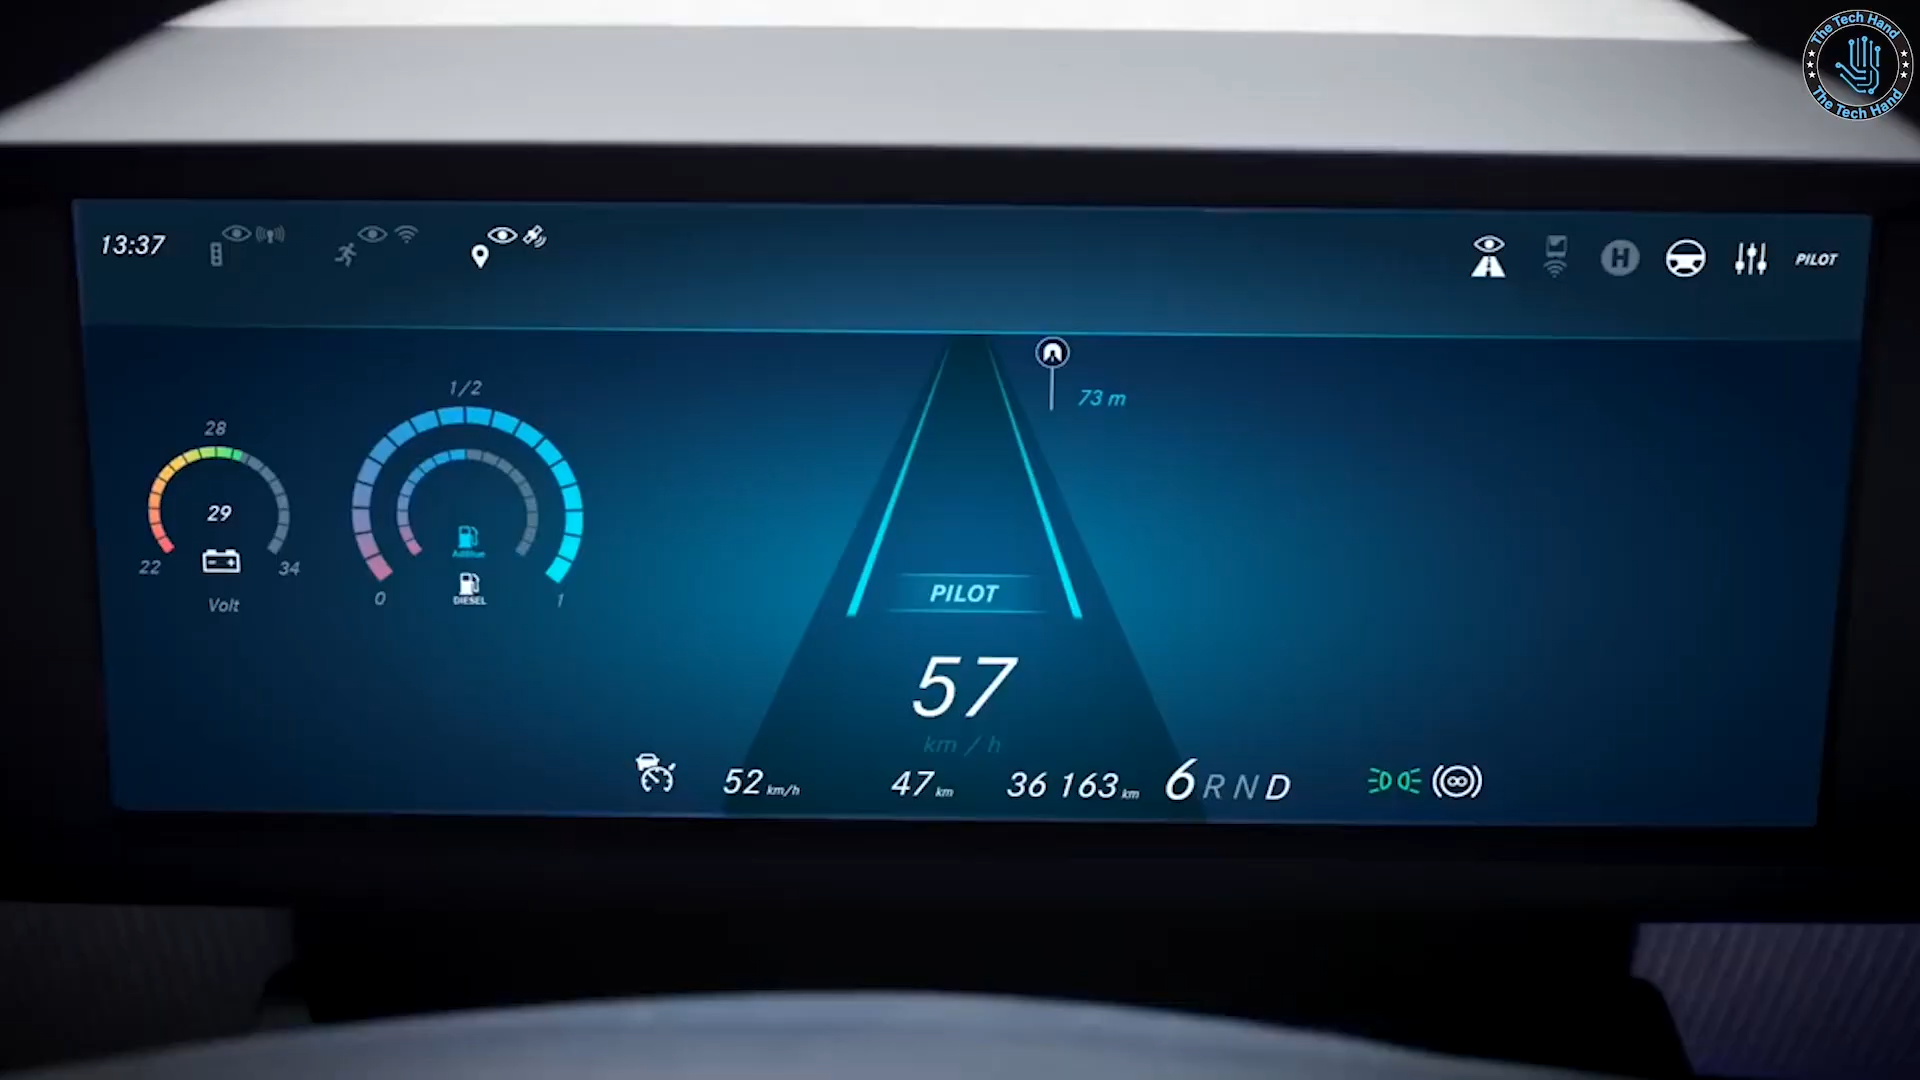 The Tech Hand
The Tech Hand
13:37
H
PILOT
73 m
1/2
28
29
22
34
Volt
AdBlue
DIESEL
0
1
PILOT
57
km / h
52 km/h
47 km
36 163 km
6 R N D